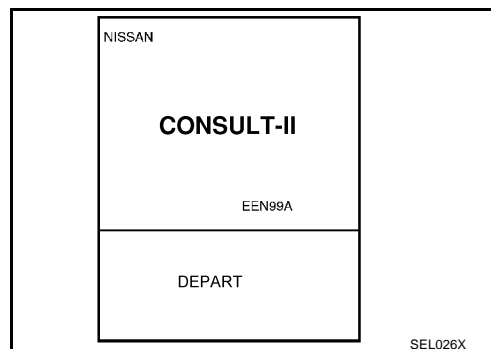 NISSAN
CONSULT-II
EEN99A
DEPART
SEL026X